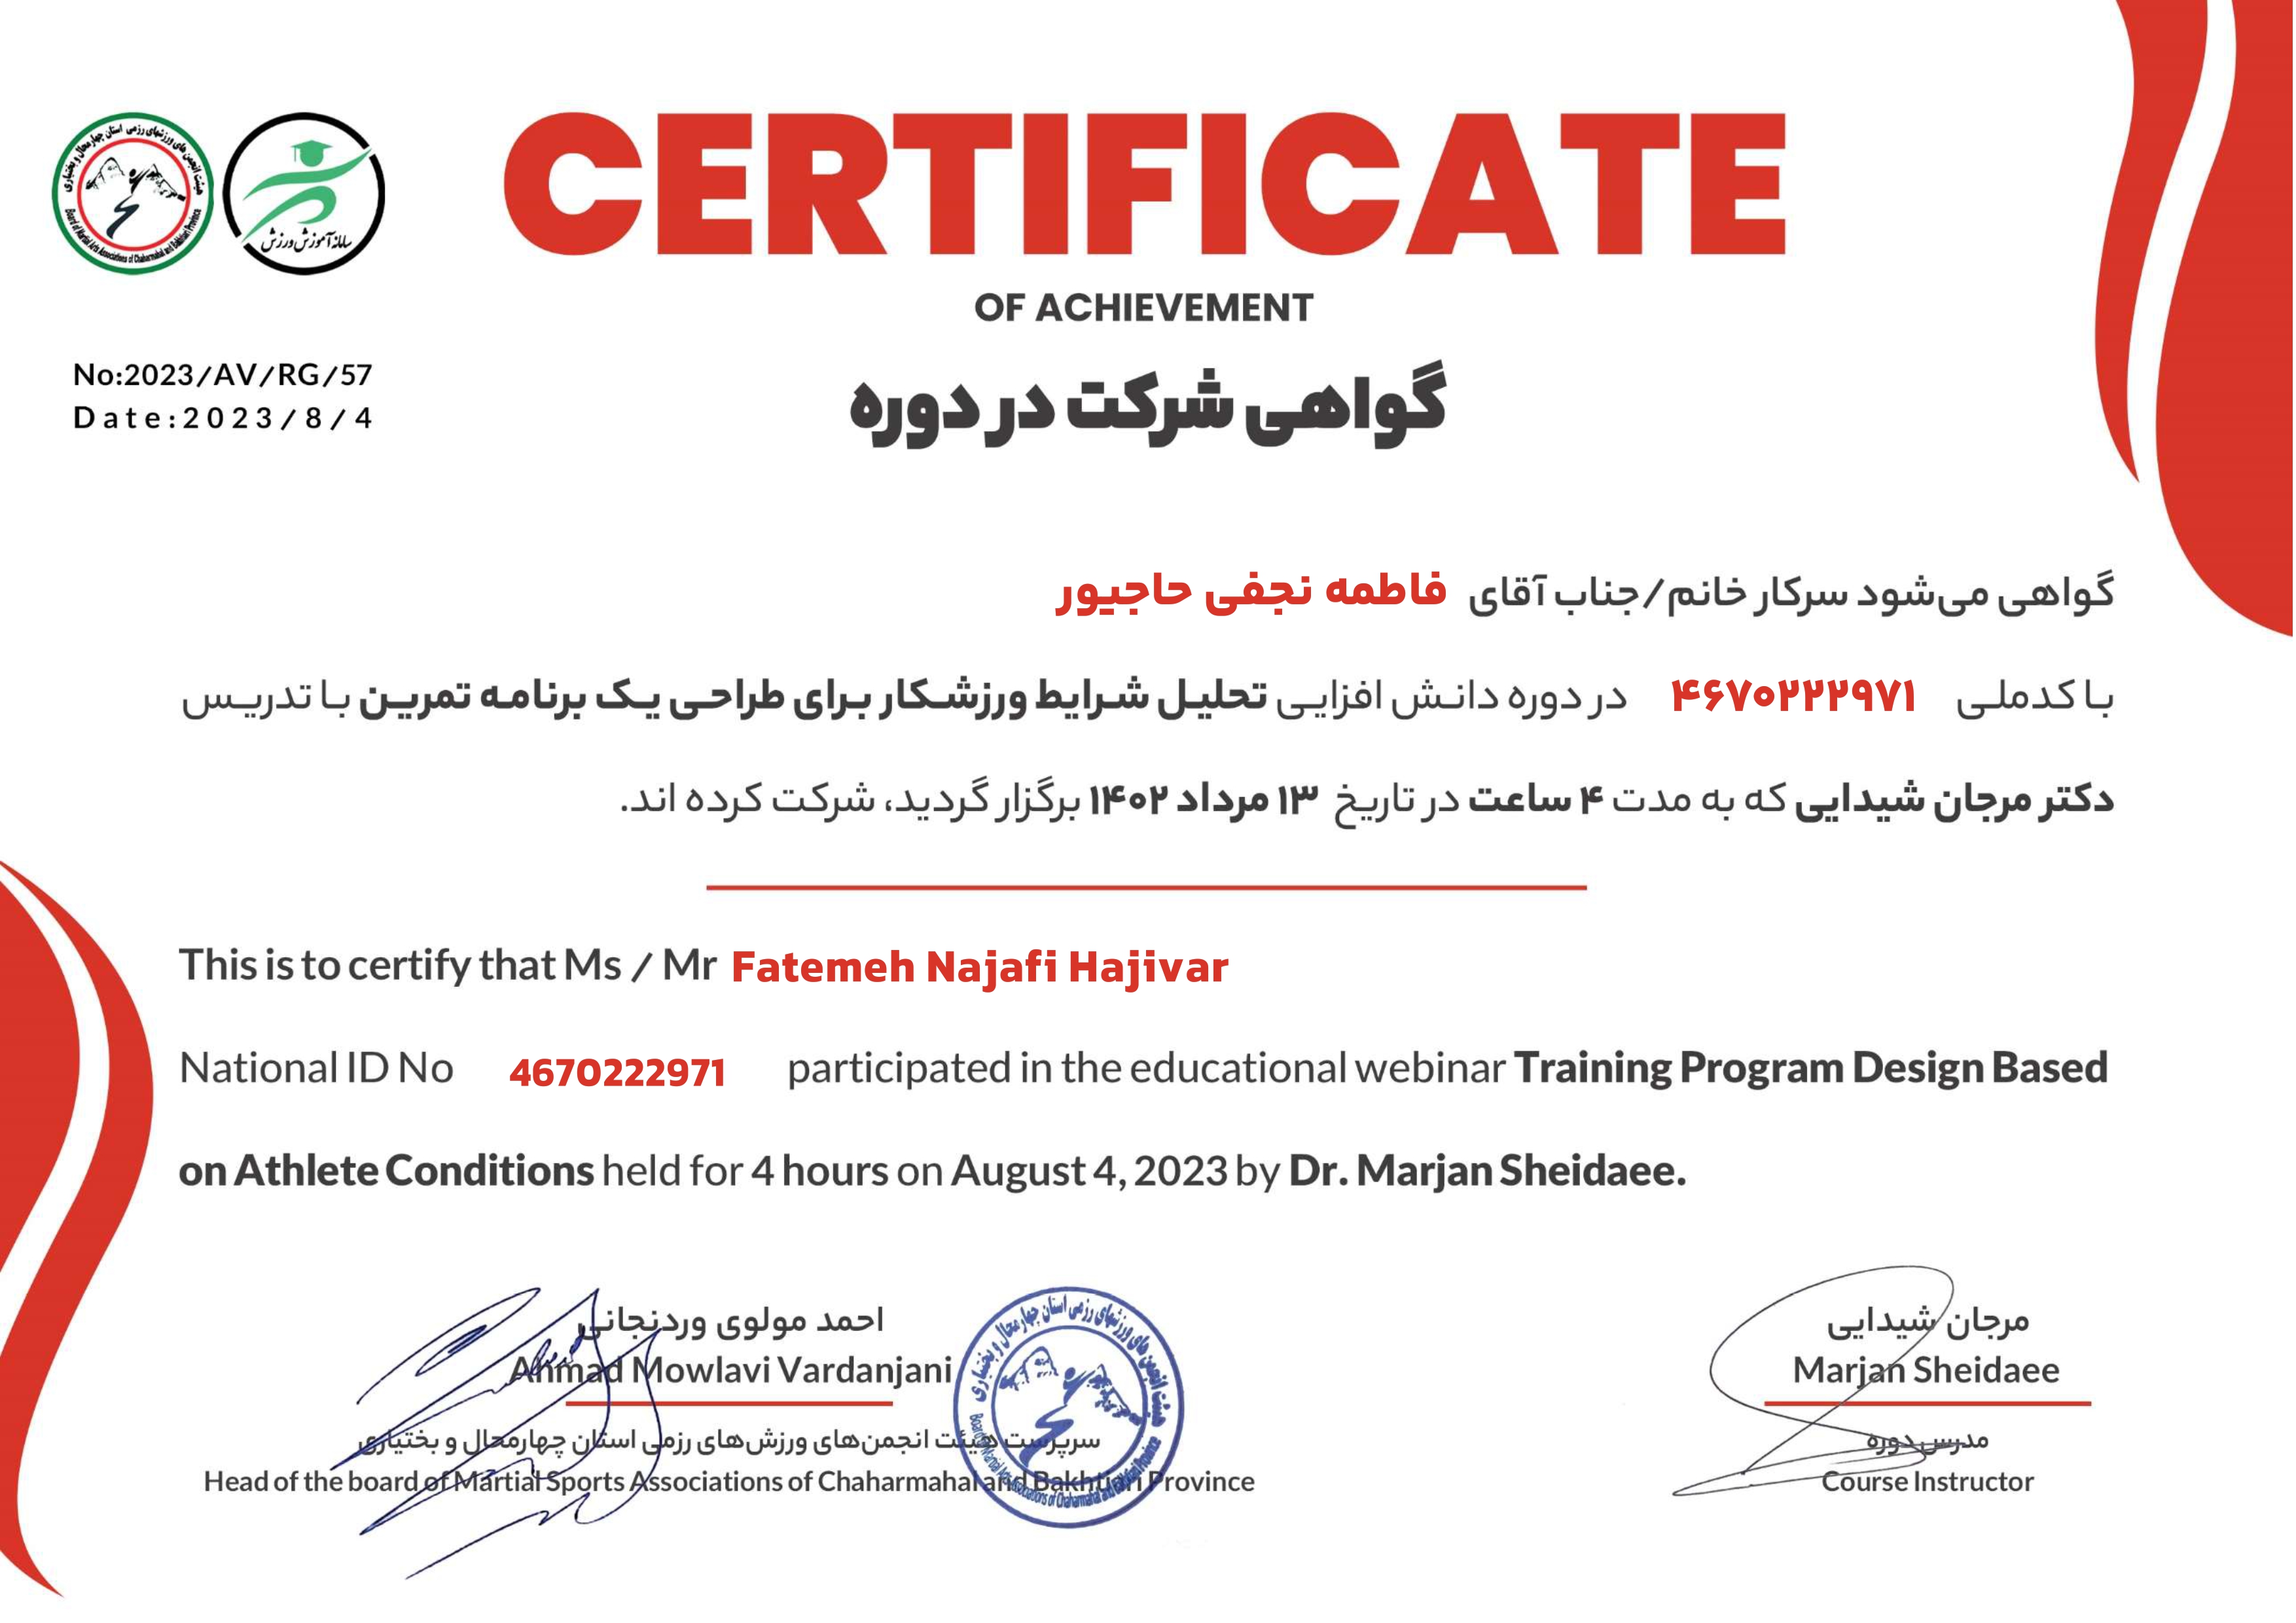 هیئت انجمن های ورزشهای رزمی استان چهارمحال و بختیاری
Board of Martial Arts Associations of Chaharmahal and Bakhtiari Province
سامانه آموزش ورزش
CERTIFICATE
OF ACHIEVEMENT
گواهی شرکت در دوره
No:2023/AV/RG/57
Date:2023/8/4
گواهی می‌شود سرکار خانم/جناب آقای فاطمه نجفی حاجیور
با کدملی ۴۶۷۰۲۲۲۹۷۱ در دوره دانش افزایی تحلیل شرایط ورزشکار برای طراحی یک برنامه تمرین با تدریس
دکتر مرجان شیدایی که به مدت ۴ ساعت در تاریخ ۱۳ مرداد ۱۴۰۲ برگزار گردید، شرکت کرده اند.
This is to certify that Ms / Mr Fatemeh Najafi Hajivar
National ID No 4670222971 participated in the educational webinar Training Program Design Based
on Athlete Conditions held for 4 hours on August 4, 2023 by Dr. Marjan Sheidaee.
احمد مولوی وردنجانی
Ahmad Mowlavi Vardanjani
سرپرست هیئت انجمن‌های ورزش‌های رزمی استان چهارمحال و بختیاری
Head of the board of Martial Sports Associations of Chaharmahal and Bakhtiari Province
هیئت انجمن های ورزشهای رزمی استان چهارمحال و بختیاری
Board of Martial Arts Associations of Chaharmahal and Bakhtiari Province
مرجان شیدایی
Marjan Sheidaee
مدرس دوره
Course Instructor